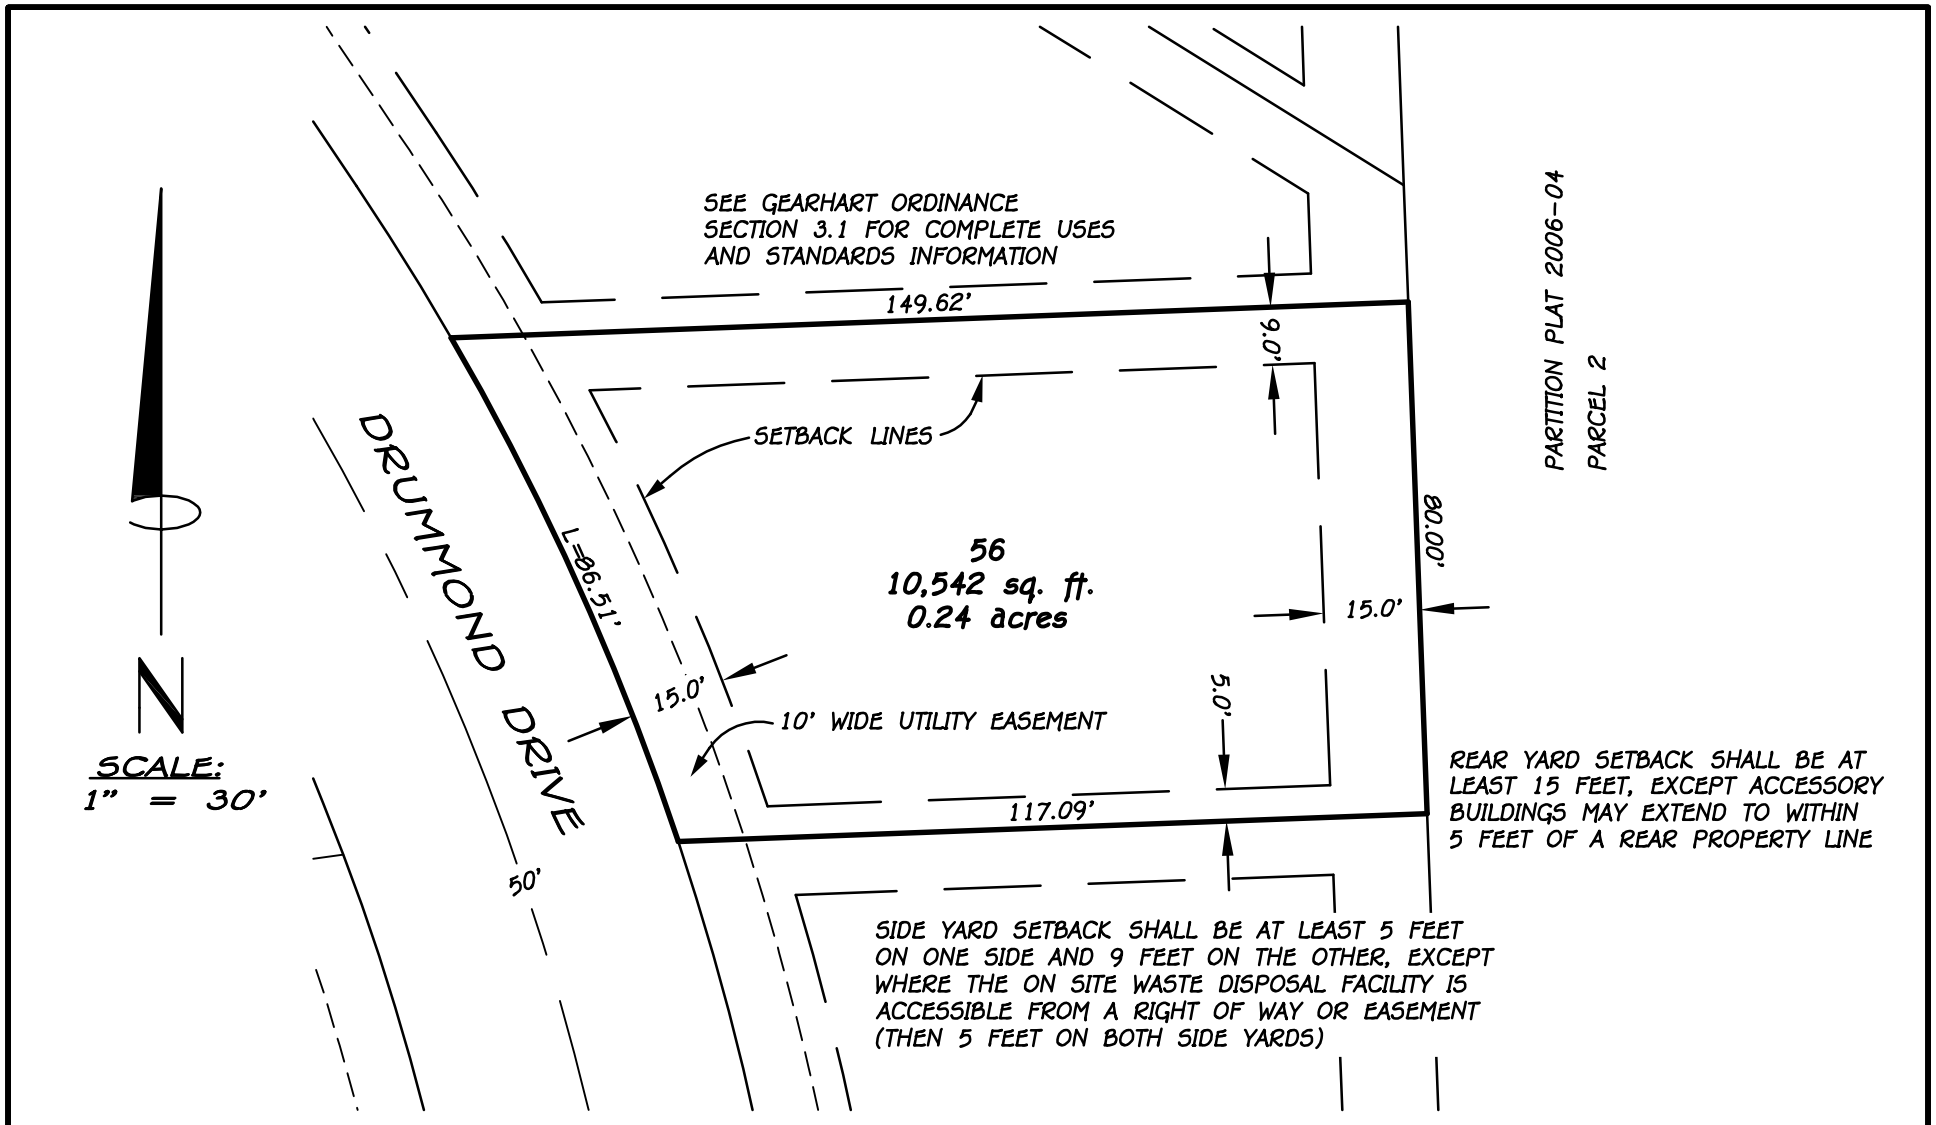 SEE GEARHART ORDINANCE
SECTION 3.1 FOR COMPLETE USES
AND STANDARDS INFORMATION
149.62'
9.0'
PARTITION PLAT 2006-04
PARCEL 2
SETBACK LINES
DRUMMOND DRIVE
L=86.51'
56
10,542 sq. ft.
0.24 acres
80.00'
15.0'
15.0'
5.0'
10' WIDE UTILITY EASEMENT
N
SCALE:
1" = 30'
117.09'
REAR YARD SETBACK SHALL BE AT
LEAST 15 FEET, EXCEPT ACCESSORY
BUILDINGS MAY EXTEND TO WITHIN
5 FEET OF A REAR PROPERTY LINE
50'
SIDE YARD SETBACK SHALL BE AT LEAST 5 FEET
ON ONE SIDE AND 9 FEET ON THE OTHER, EXCEPT
WHERE THE ON SITE WASTE DISPOSAL FACILITY IS
ACCESSIBLE FROM A RIGHT OF WAY OR EASEMENT
(THEN 5 FEET ON BOTH SIDE YARDS)